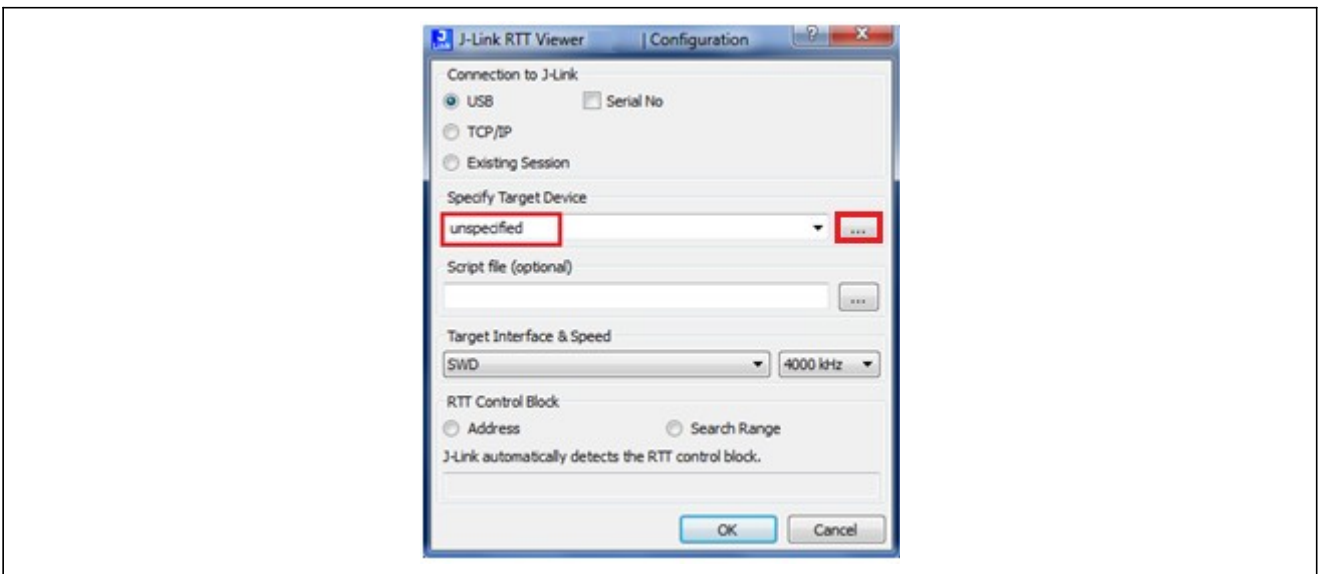 J-Link RTT Viewer | Configuration
Connection to J-Link
USB Serial No
TCP/IP
Existing Session
Specify Target Device
unspecified ...
Script file (optional)
...
Target Interface & Speed
SWD 4000 kHz
RTT Control Block
Address Search Range
J-Link automatically detects the RTT control block.
OK Cancel